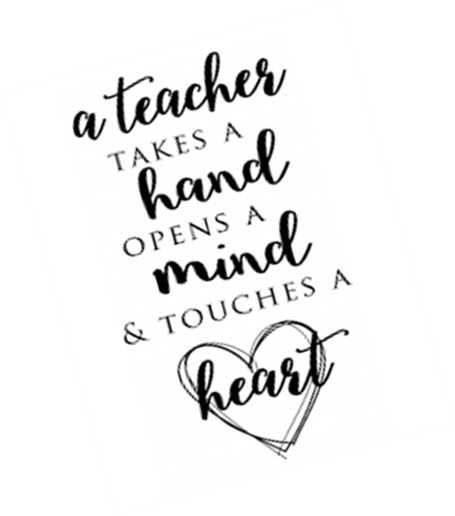 a teacher
TAKES A
hand
OPENS A
mind
& TOUCHES A
heart